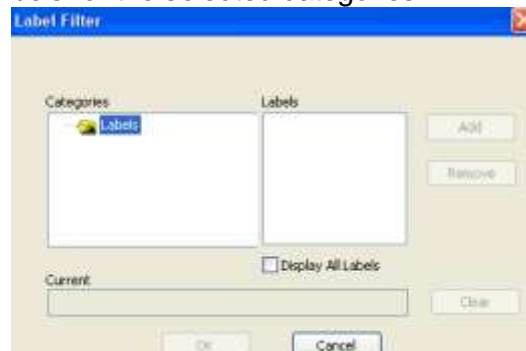 Label Filter
Categories
Labels
Labels
Add
Remove
Display All Labels
Current
Clear
OK
Cancel